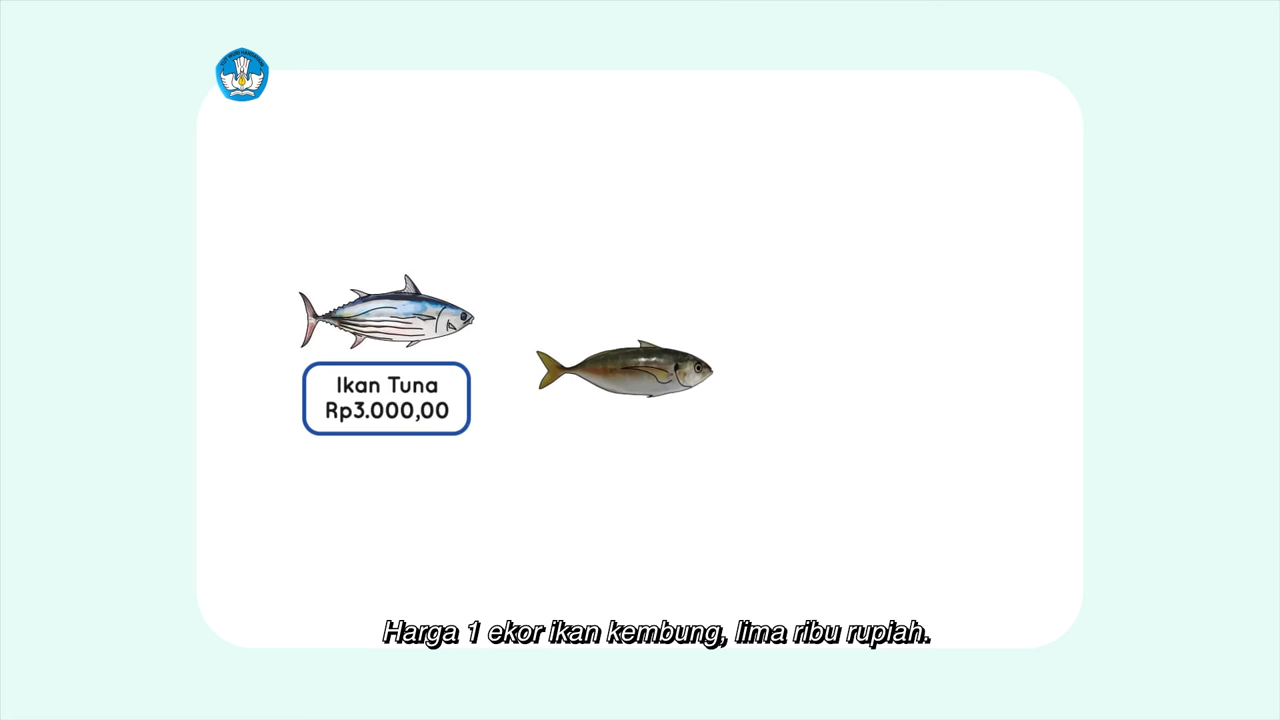 Ikan Tuna
Rp3.000,00
Harga 1 ekor ikan kembung, lima ribu rupiah.